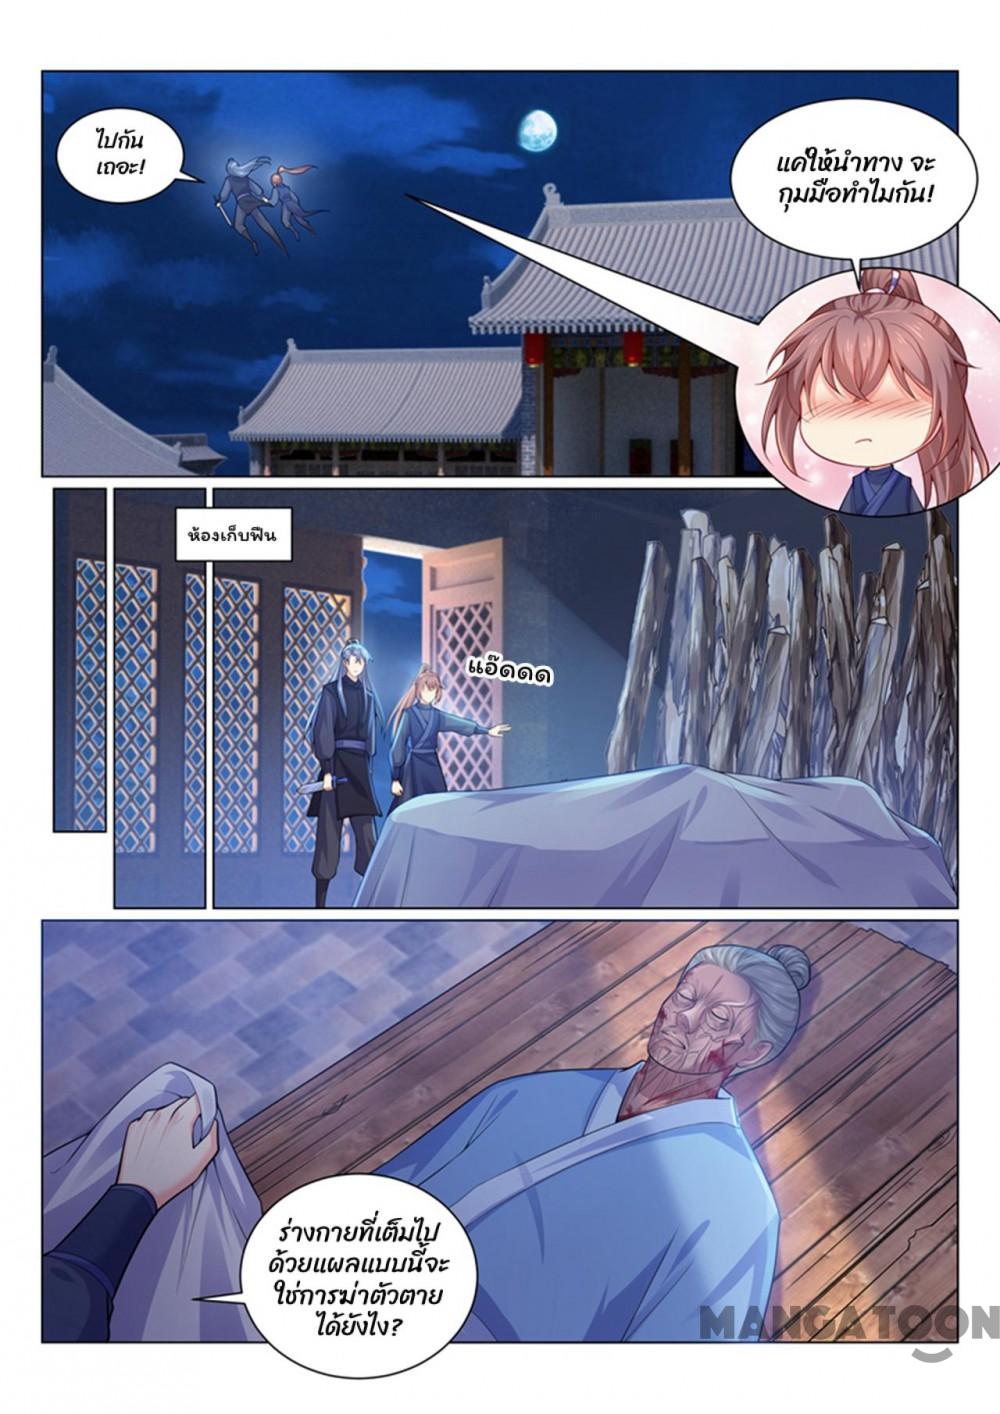 ไปกัน
เถอะ!
แค่ให้นำทาง จะ
กุมมือทำไมกัน!
ห้องเก็บฟืน
แอ๊ดดด
ร่างกายที่เต็มไป
ด้วยแผลแบบนี้จะ
ใช่การฆ่าตัวตาย
ได้ยังไง?
MANGATOON